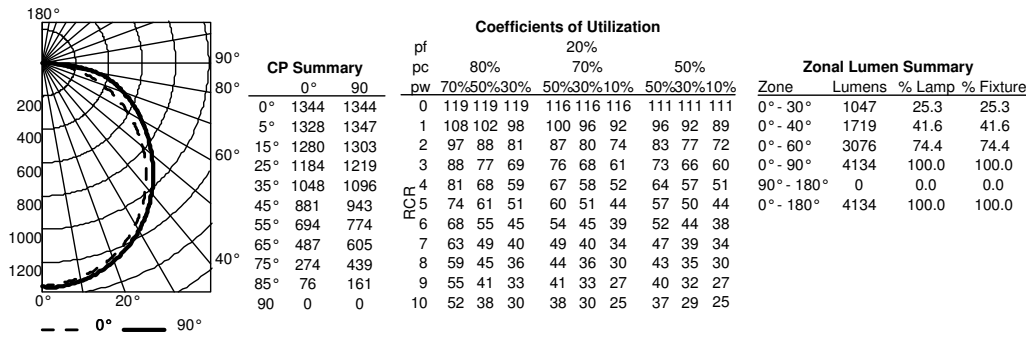 180°
90°
80°
60°
40°
200
400
600
800
1000
1200
0° 20°
0° 90°
CP Summary
0° 90
0° 1344 1344
5° 1328 1347
15° 1280 1303
25° 1184 1219
35° 1048 1096
45° 881 943
55° 694 774
65° 487 605
75° 274 439
85° 76 161
90 0 0
Coefficients of Utilization
pf 20%
pc 80% 70% 50%
pw 70%50%30% 50%30%10% 50%30%10%
RCR
0 119 119 119 116 116 116 111 111 111
1 108 102 98 100 96 92 96 92 89
2 97 88 81 87 80 74 83 77 72
3 88 77 69 76 68 61 73 66 60
4 81 68 59 67 58 52 64 57 51
5 74 61 51 60 51 44 57 50 44
6 68 55 45 54 45 39 52 44 38
7 63 49 40 49 40 34 47 39 34
8 59 45 36 44 36 30 43 35 30
9 55 41 33 41 33 27 40 32 27
10 52 38 30 38 30 25 37 29 25
Zonal Lumen Summary
Zone Lumens % Lamp % Fixture
0° - 30° 1047 25.3 25.3
0° - 40° 1719 41.6 41.6
0° - 60° 3076 74.4 74.4
0° - 90° 4134 100.0 100.0
90° - 180° 0 0.0 0.0
0° - 180° 4134 100.0 100.0